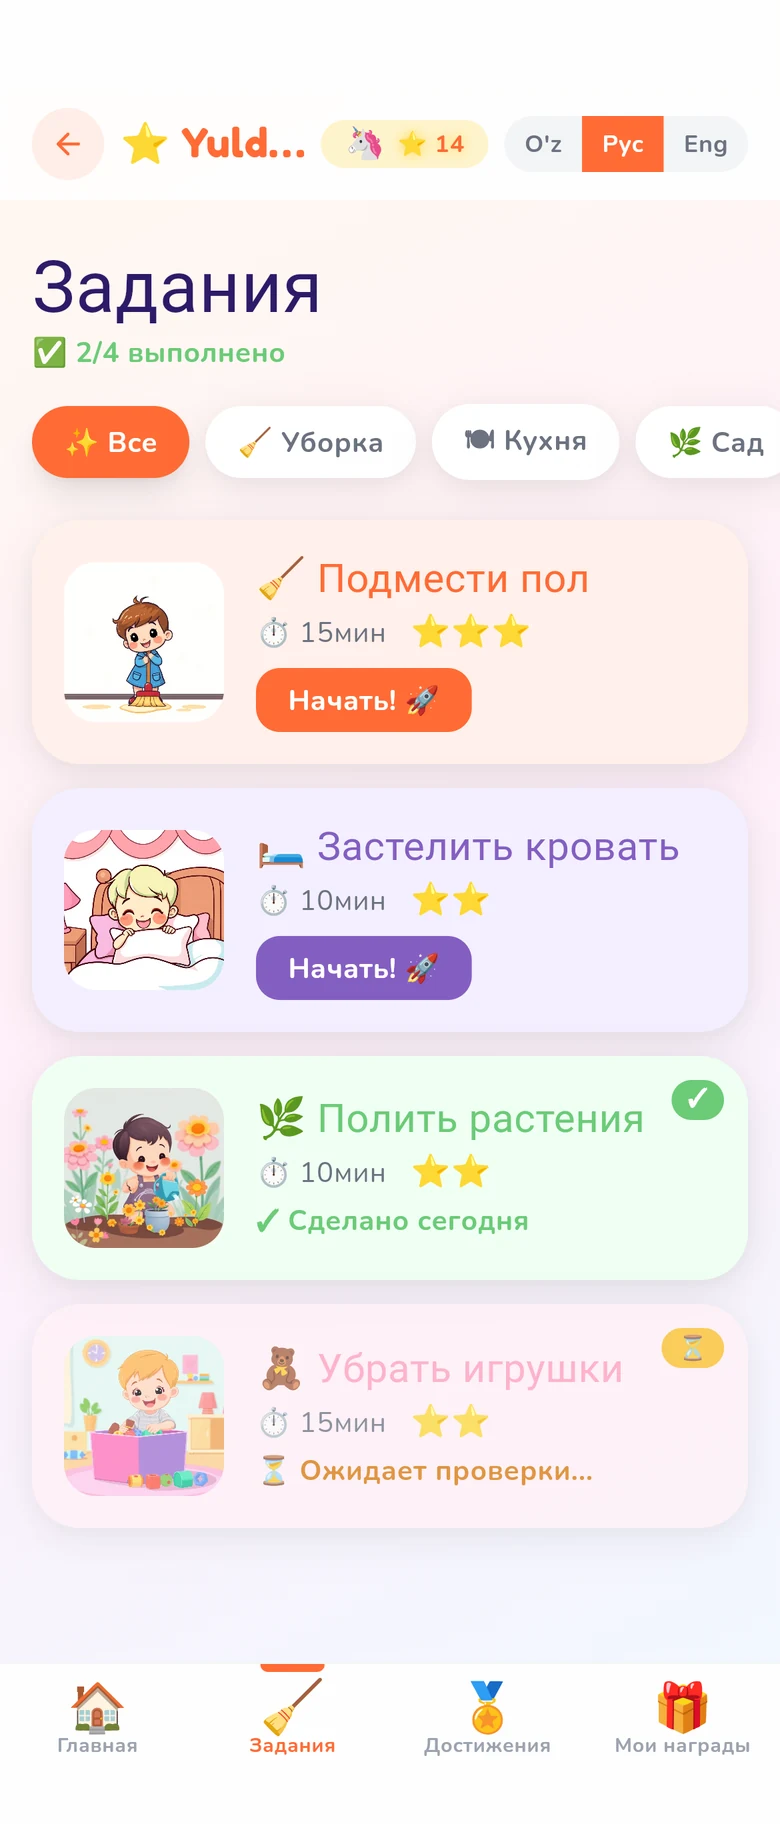 Yuld... 14 O'z Рус Eng
Задания
2/4 выполнено
Все Уборка Кухня Сад
Подмести пол
15мин
Начать!
Застелить кровать
10мин
Начать!
Полить растения
10мин
Сделано сегодня
Убрать игрушки
15мин
Ожидает проверки...
Главная Задания Достижения Мои награды